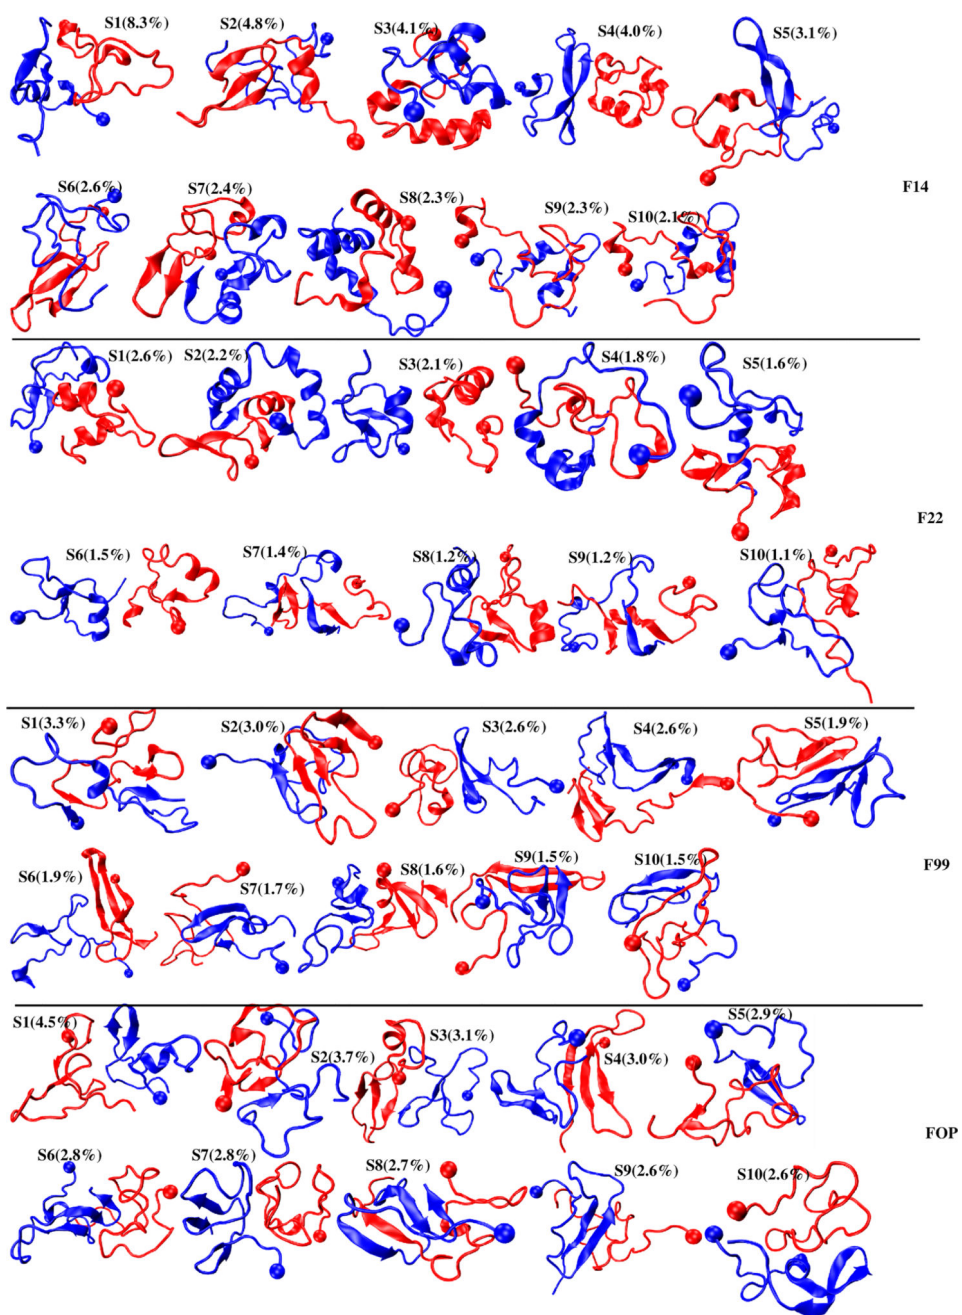 S1(8.3%) S2(4.8%) S3(4.1%) S4(4.0%) S5(3.1%)
F14
S6(2.6%) S7(2.4%) S8(2.3%) S9(2.3%) S10(2.1%)
S1(2.6%) S2(2.2%) S3(2.1%) S4(1.8%) S5(1.6%)
F22
S6(1.5%) S7(1.4%) S8(1.2%) S9(1.2%) S10(1.1%)
S1(3.3%) S2(3.0%) S3(2.6%) S4(2.6%) S5(1.9%)
F99
S6(1.9%) S7(1.7%) S8(1.6%) S9(1.5%) S10(1.5%)
S1(4.5%) S2(3.7%) S3(3.1%) S4(3.0%) S5(2.9%)
FOP
S6(2.8%) S7(2.8%) S8(2.7%) S9(2.6%) S10(2.6%)